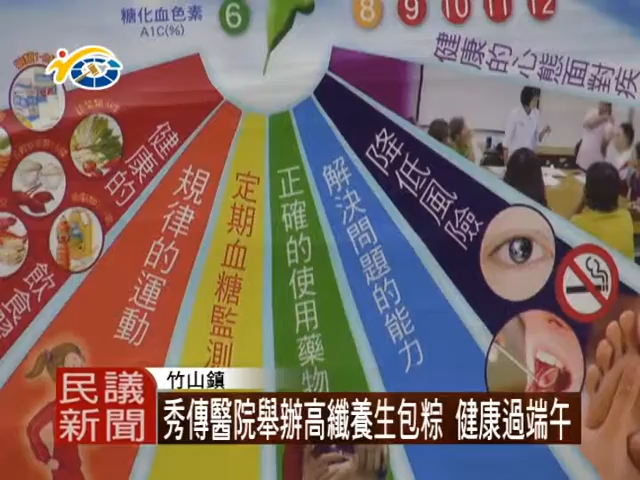 糖化血色素
A1C(%)
6
8
9
10
11
12
健康的心態面對疾
健康的
飲食習
規律的運動
定期血糖監測
正確的使用藥物
解決問題的能力
降低風險
民議
新聞
竹山鎮
秀傳醫院舉辦高纖養生包粽 健康過端午